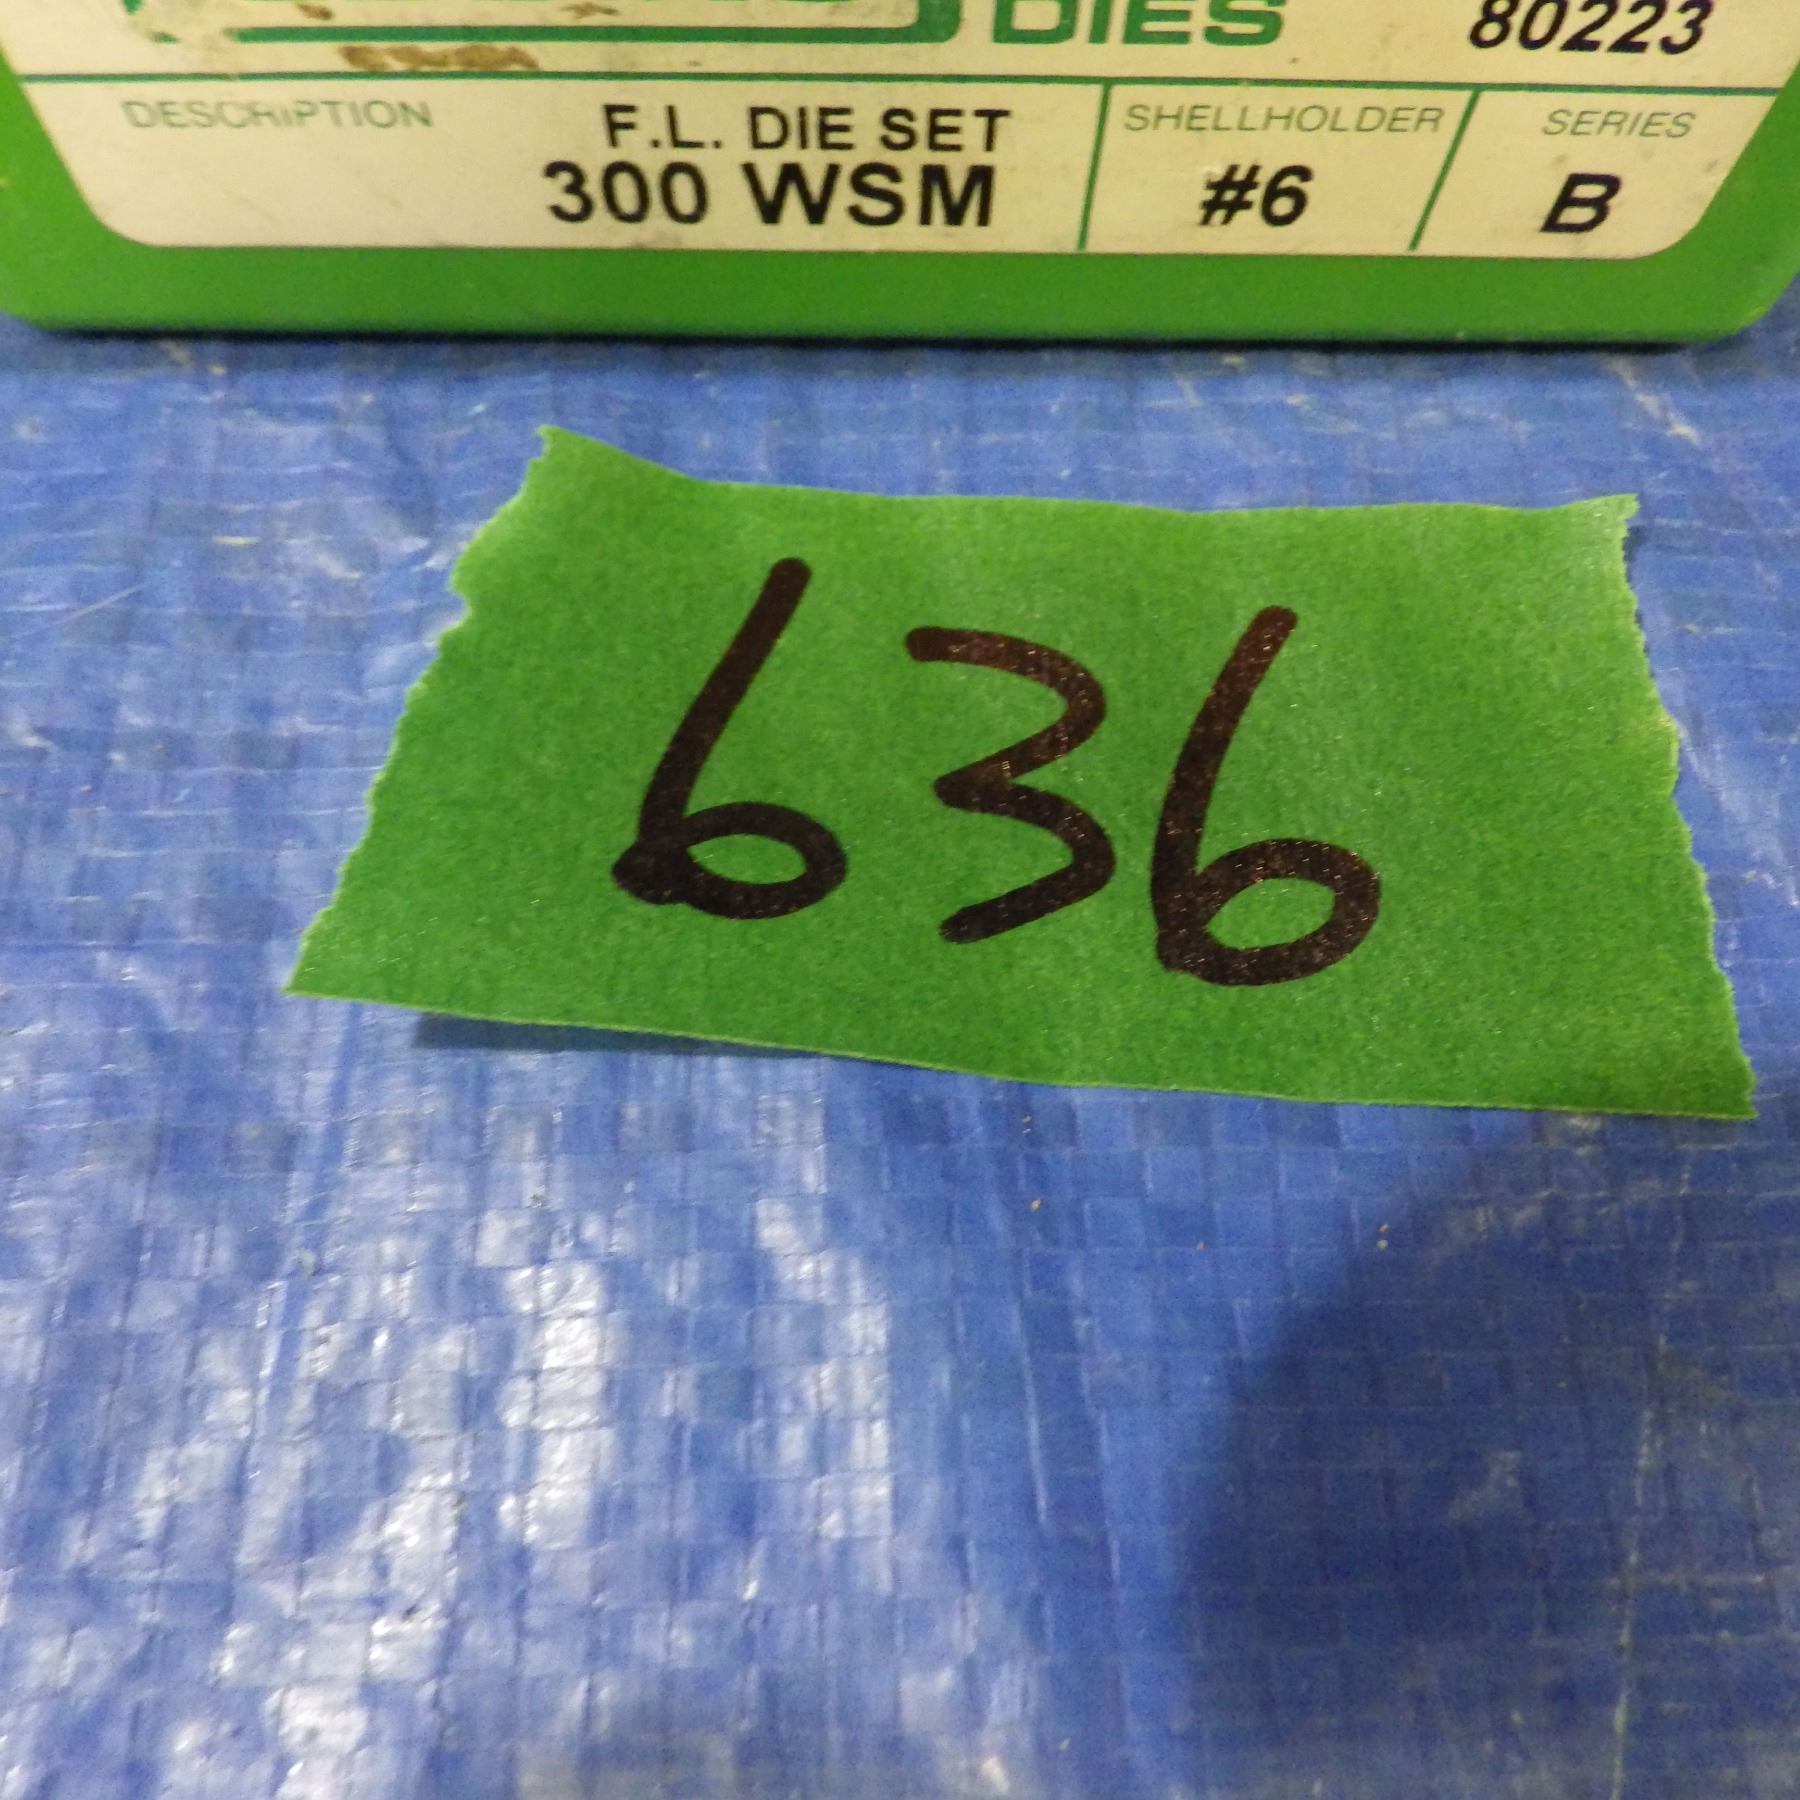 DIES
80223
DESCRIPTION
F.L. DIE SET
300 WSM
SHELLHOLDER
#6
SERIES
B
636